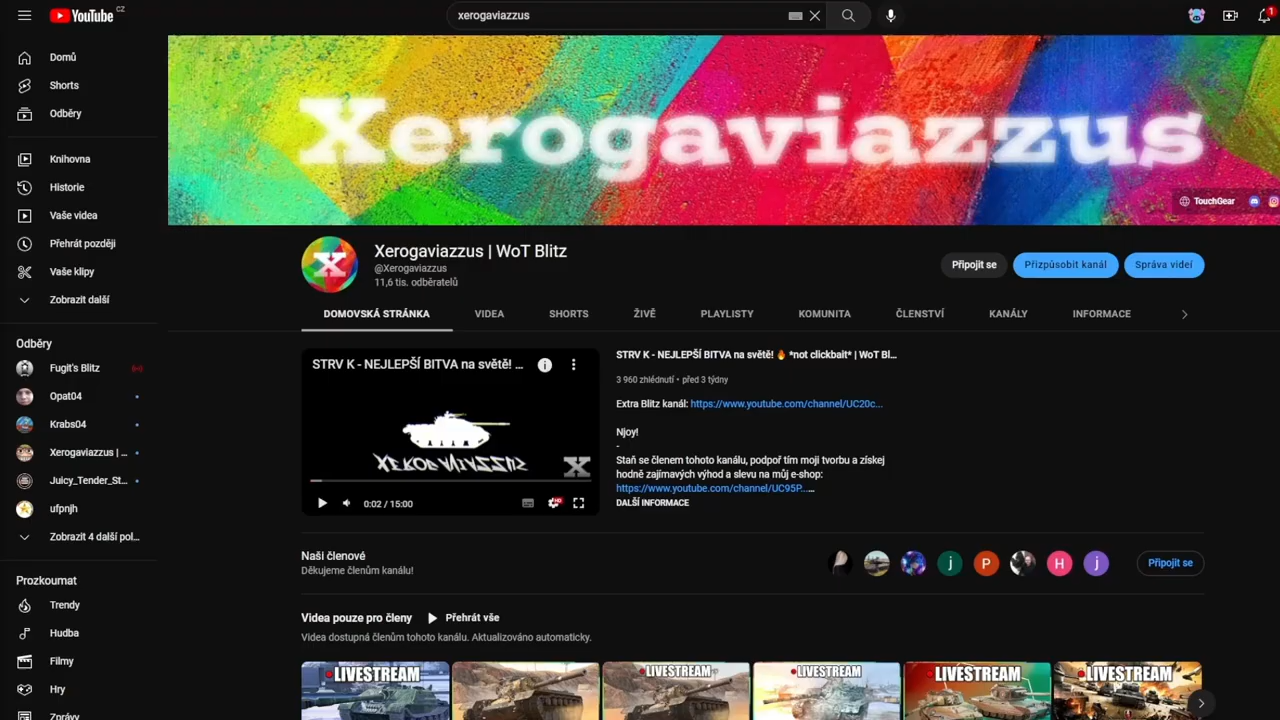 YouTube CZ
xerogaviazzus
1
Domů
Shorts
Odběry
Knihovna
Historie
Vaše videa
Přehrát později
Vaše klipy
Zobrazit další
Odběry
Fugit's Blitz
Opat04
Krabs04
Xerogaviazzus | ...
Juicy_Tender_St...
ufpnjh
Zobrazit 4 další pol...
Prozkoumat
Trendy
Hudba
Filmy
Hry
Zprávy
Xerogaviazzus
TouchGear
X
Xerogaviazzus | WoT Blitz
@Xerogaviazzus
11,6 tis. odběratelů
Připojit se
Přizpůsobit kanál
Správa videí
DOMOVSKÁ STRÁNKA
VIDEA
SHORTS
ŽIVĚ
PLAYLISTY
KOMUNITA
ČLENSTVÍ
KANÁLY
INFORMACE
STRV K - NEJLEPŠÍ BITVA na světě! ...
XEROGAVIAZZUS
X
0:02 / 15:00
HD
STRV K - NEJLEPŠÍ BITVA na světě! 🔥 *not clickbait* | WoT Bl...
3 960 zhlédnutí • před 3 týdny
Extra Blitz kanál: https://www.youtube.com/channel/UC20c...
Njoy!
-
Staň se členem tohoto kanálu, podpoř tím moji tvorbu a získej
hodně zajímavých výhod a slevu na můj e-shop:
https://www.youtube.com/channel/UC95P...…
DALŠÍ INFORMACE
Naši členové
Děkujeme členům kanálu!
j
P
H
j
Připojit se
Videa pouze pro členy
Přehrát vše
Videa dostupná členům tohoto kanálu. Aktualizováno automaticky.
LIVESTREAM
LIVESTREAM
LIVESTREAM
LIVESTREAM
LIVESTREAM